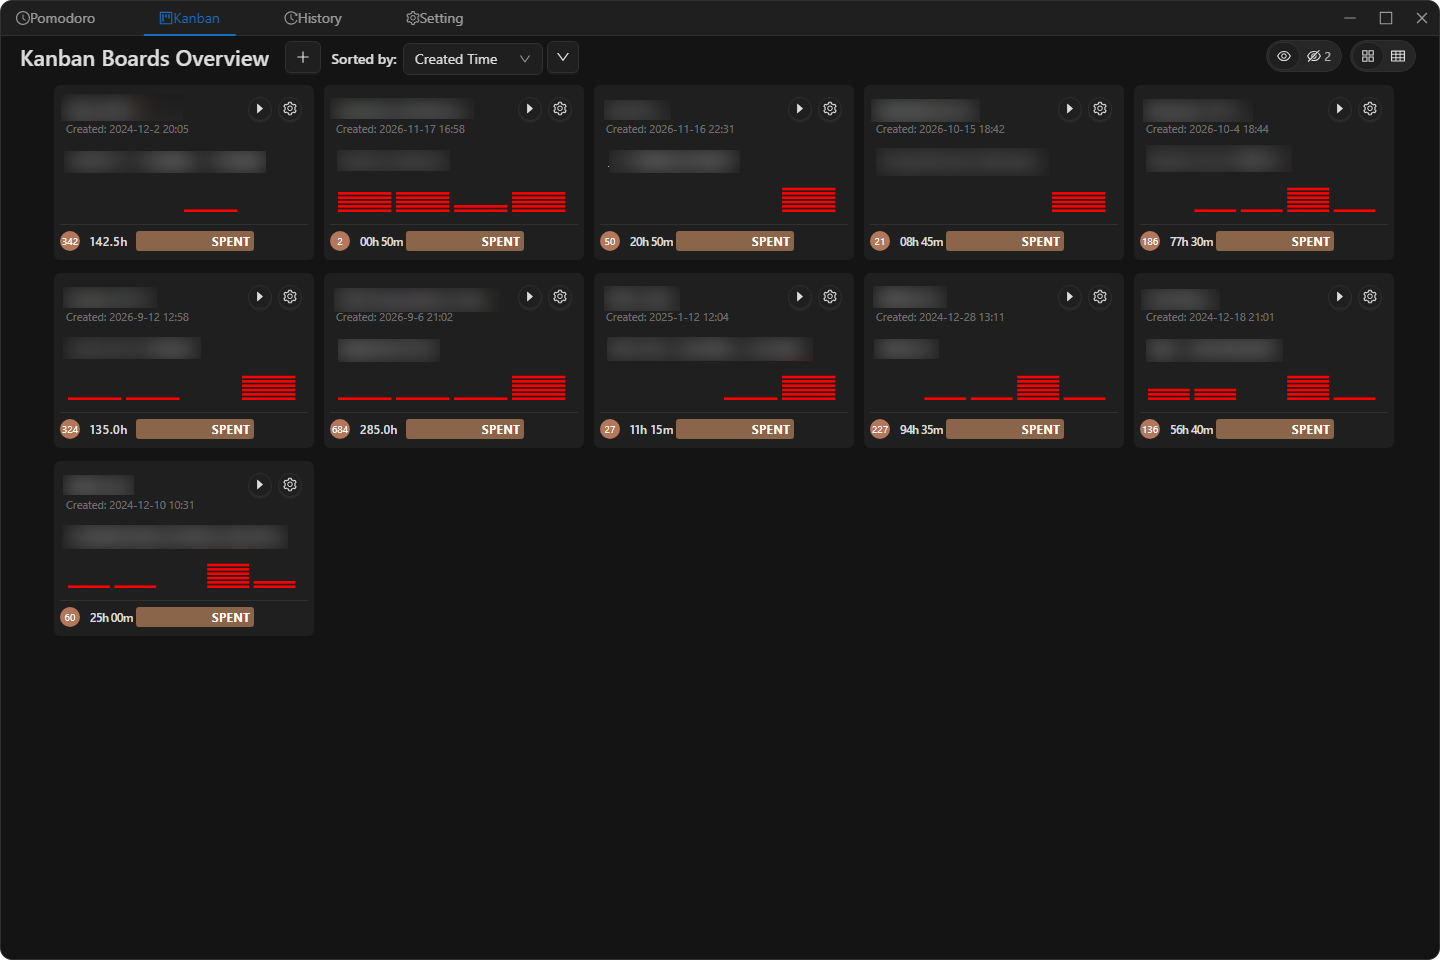 Pomodoro Kanban History Setting
Kanban Boards Overview + Sorted by: Created Time 2
Created: 2024-12-2 20:05
342 142.5h SPENT
Created: 2026-11-17 16:58
2 00h 50m SPENT
Created: 2026-11-16 22:31
50 20h 50m SPENT
Created: 2026-10-15 18:42
21 08h 45m SPENT
Created: 2026-10-4 18:44
186 77h 30m SPENT
Created: 2026-9-12 12:58
324 135.0h SPENT
Created: 2026-9-6 21:02
684 285.0h SPENT
Created: 2025-1-12 12:04
27 11h 15m SPENT
Created: 2024-12-28 13:11
227 94h 35m SPENT
Created: 2024-12-18 21:01
136 56h 40m SPENT
Created: 2024-12-10 10:31
60 25h 00m SPENT